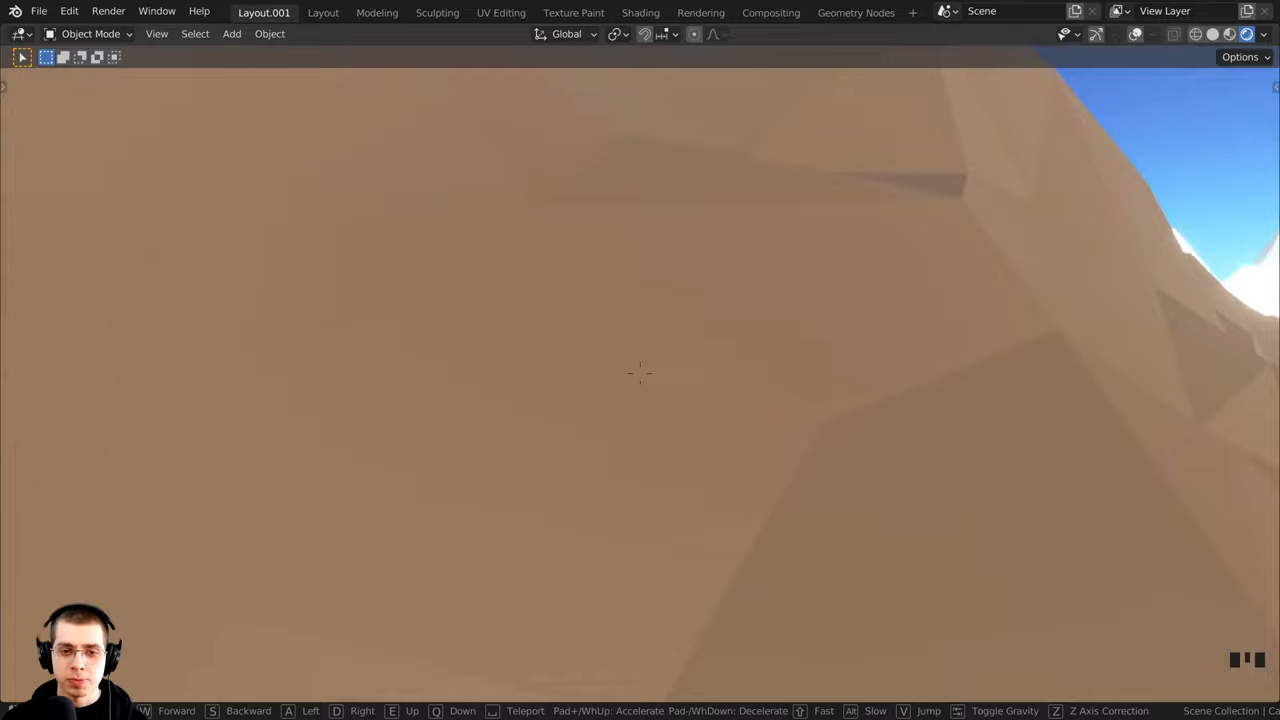 File Edit Render Window Help Layout.001 Layout Modeling Sculpting UV Editing Texture Paint Shading Rendering Compositing Geometry Nodes + Scene View Layer
Object Mode View Select Add Object Global
Options
W Forward S Backward A Left D Right E Up Q Down Teleport Pad+/WhUp: Accelerate Pad-/WhDown: Decelerate Fast Alt Slow V Jump Toggle Gravity Z Z Axis Correction Scene Collection | Ca